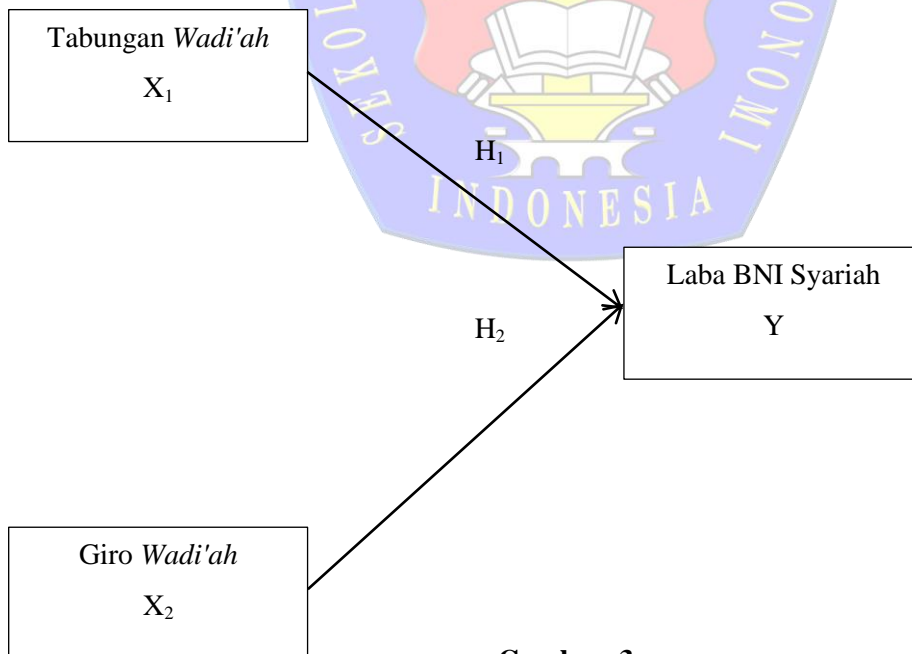 Tabungan Wadi'ah
X₁
H₁
INDONESIA
Laba BNI Syariah
Y
H₂
Giro Wadi'ah
X₂